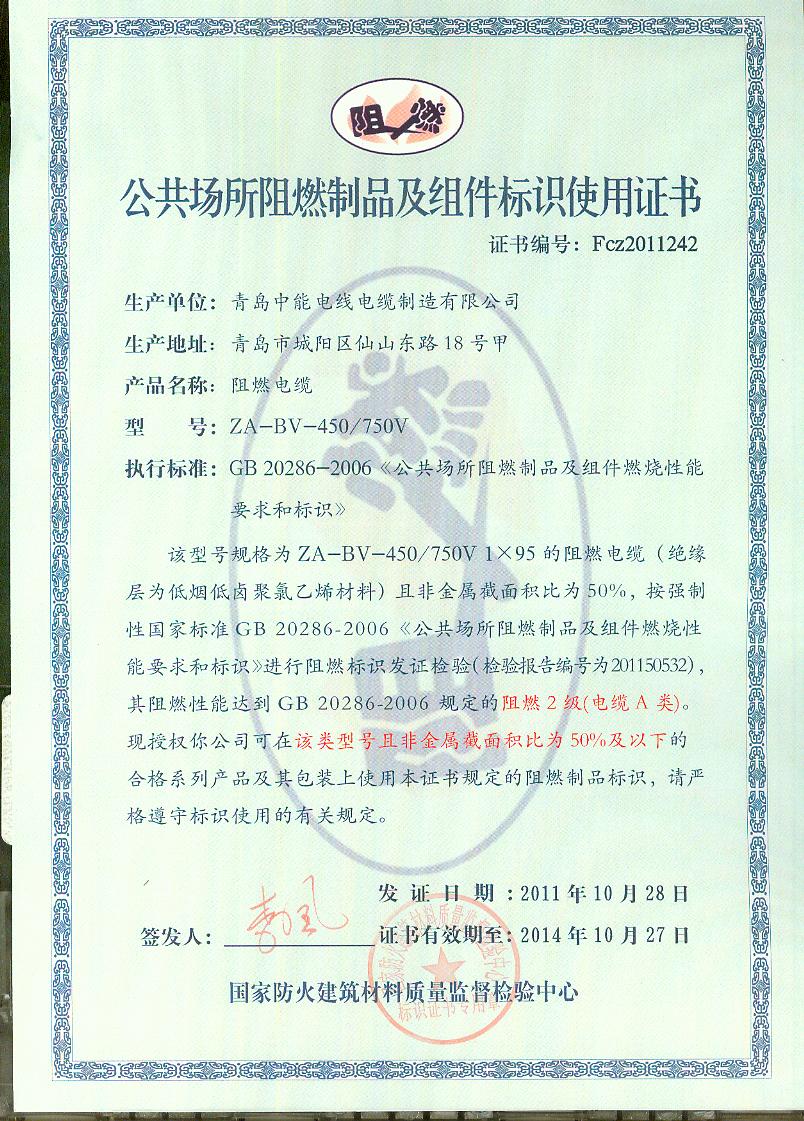 阻燃
公共场所阻燃制品及组件标识使用证书
证书编号：Fcz2011242
生产单位：青岛中能电线电缆制造有限公司
生产地址：青岛市城阳区仙山东路18号甲
产品名称：阻燃电缆
型 号：ZA-BV-450/750V
执行标准：GB 20286-2006《公共场所阻燃制品及组件燃烧性能
要求和标识》
该型号规格为 ZA-BV-450/750V 1×95 的阻燃电缆（绝缘
层为低烟低卤聚氯乙烯材料）且非金属截面积比为50%，按强制
性国家标准GB 20286-2006《公共场所阻燃制品及组件燃烧性
能要求和标识》进行阻燃标识发证检验(检验报告编号为201150532)，
其阻燃性能达到 GB 20286-2006 规定的阻燃2级(电缆 A 类)。
现授权你公司可在该类型号且非金属截面积比为50%及以下的
合格系列产品及其包装上使用本证书规定的阻燃制品标识，请严
格遵守标识使用的有关规定。
发证日期：2011年10月28日
签发人：
证书有效期至：2014年10月27日
国家防火建筑材料质量监督检验中心
标识证书专用章